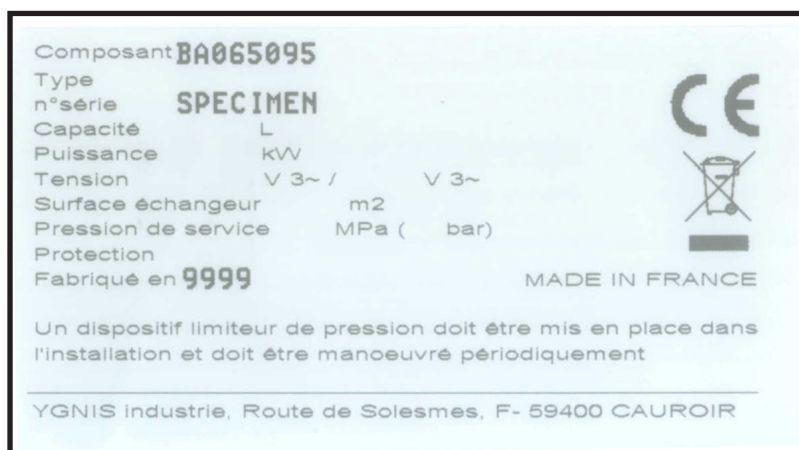 Composant BA065095
Type
n°série SPECIMEN
Capacité L
Puissance kW
Tension V 3~ / V 3~
Surface échangeur m2
Pression de service MPa ( bar)
Protection
Fabriqué en 9999 MADE IN FRANCE
CE
Un dispositif limiteur de pression doit être mis en place dans
l'installation et doit être manoeuvré périodiquement
YGNIS industrie, Route de Solesmes, F- 59400 CAUROIR